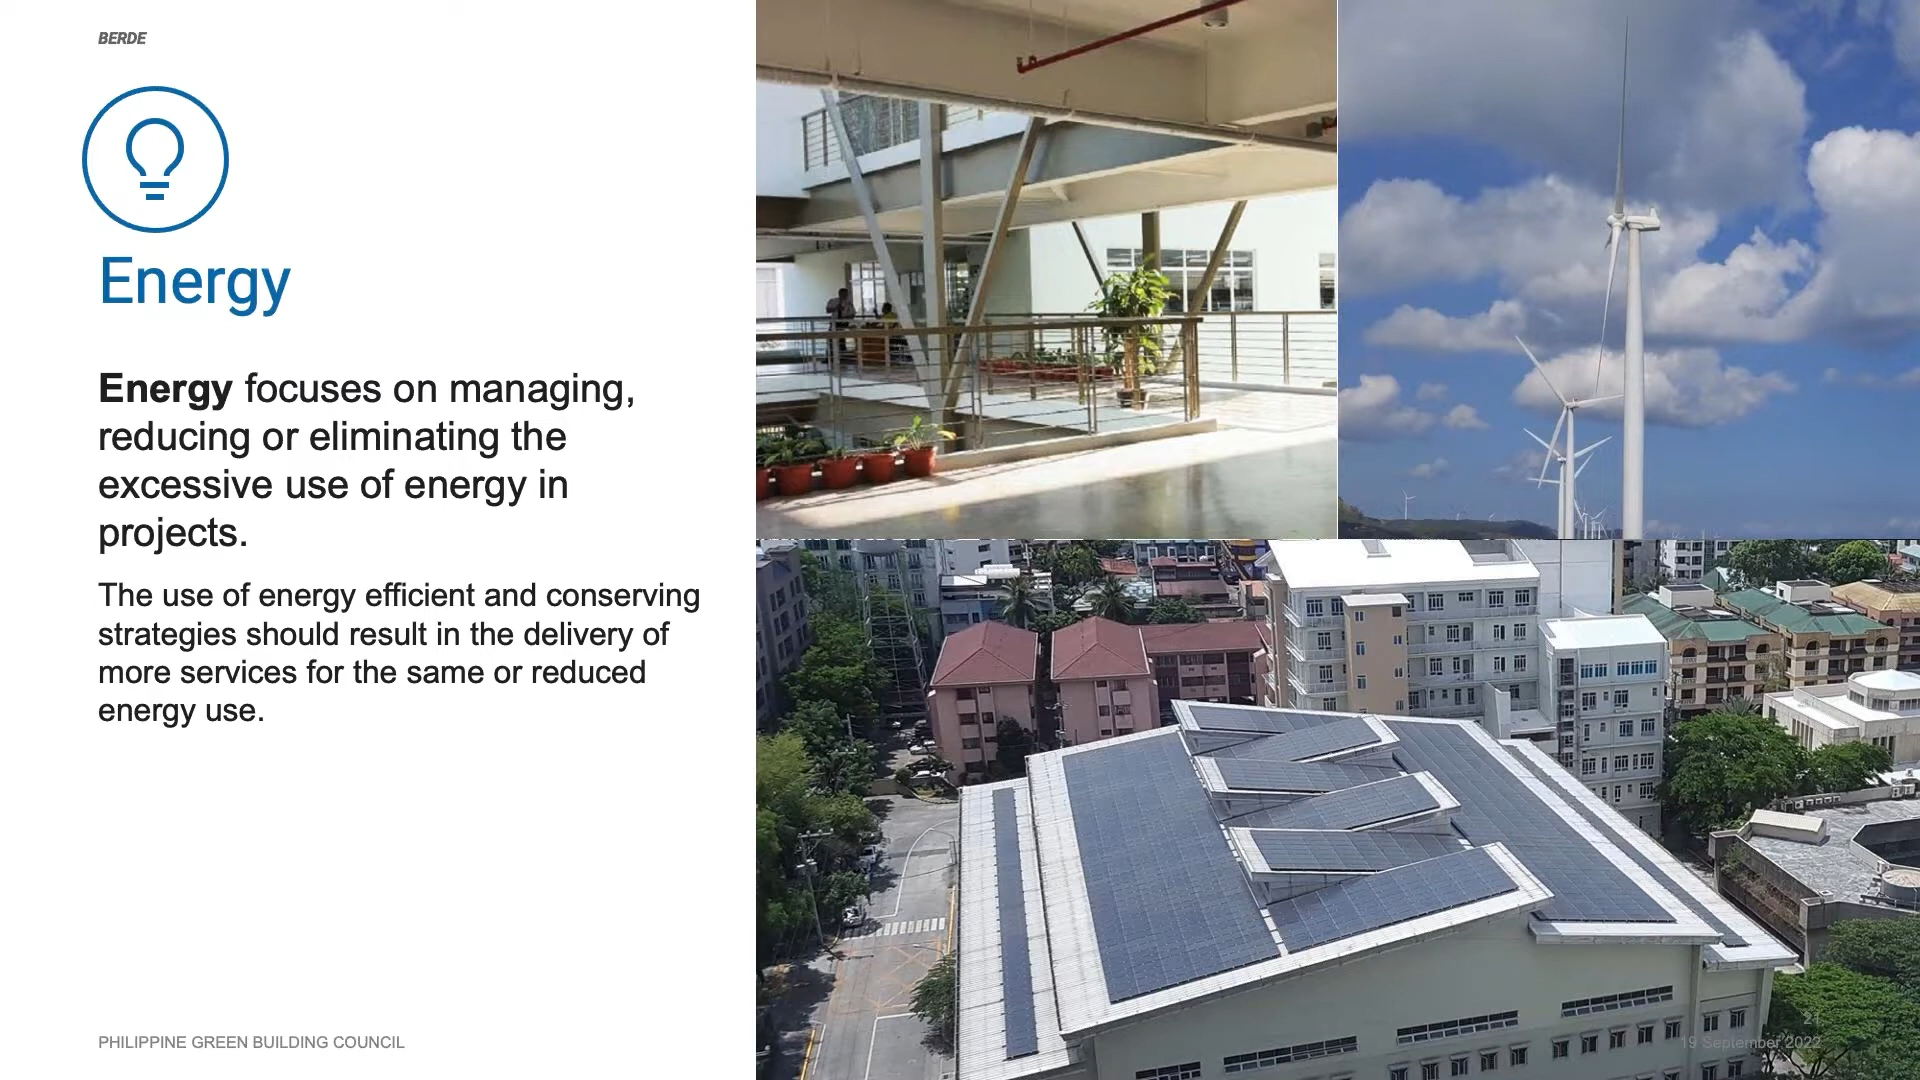 BERDE
Energy
Energy focuses on managing,
reducing or eliminating the
excessive use of energy in
projects.
The use of energy efficient and conserving
strategies should result in the delivery of
more services for the same or reduced
energy use.
PHILIPPINE GREEN BUILDING COUNCIL
19 September 2022